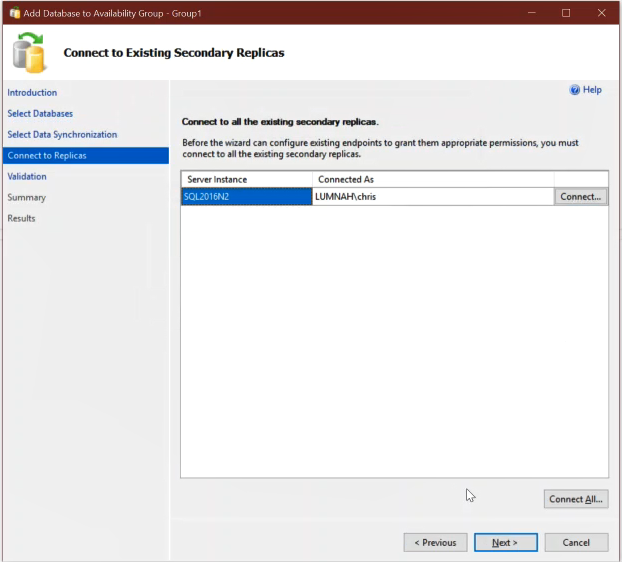 Add Database to Availability Group - Group1
Connect to Existing Secondary Replicas
Help
Introduction
Select Databases
Select Data Synchronization
Connect to Replicas
Validation
Summary
Results
Connect to all the existing secondary replicas.
Before the wizard can configure existing endpoints to grant them appropriate permissions, you must
connect to all the existing secondary replicas.
Server Instance Connected As
SQL2016N2 LUMNAH\chris Connect...
Connect All...
< Previous Next > Cancel